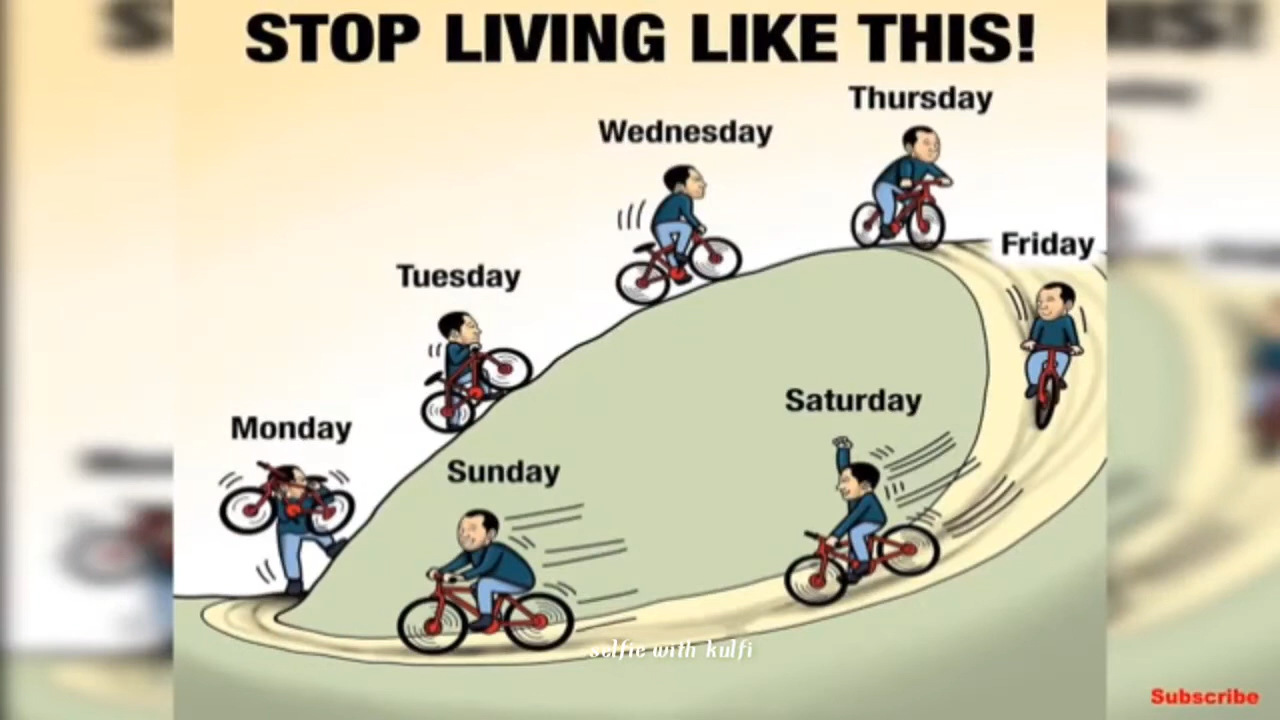 STOP LIVING LIKE THIS!
Thursday
Wednesday
Friday
Tuesday
Saturday
Monday
Sunday
selfie with kulfi
Subscribe